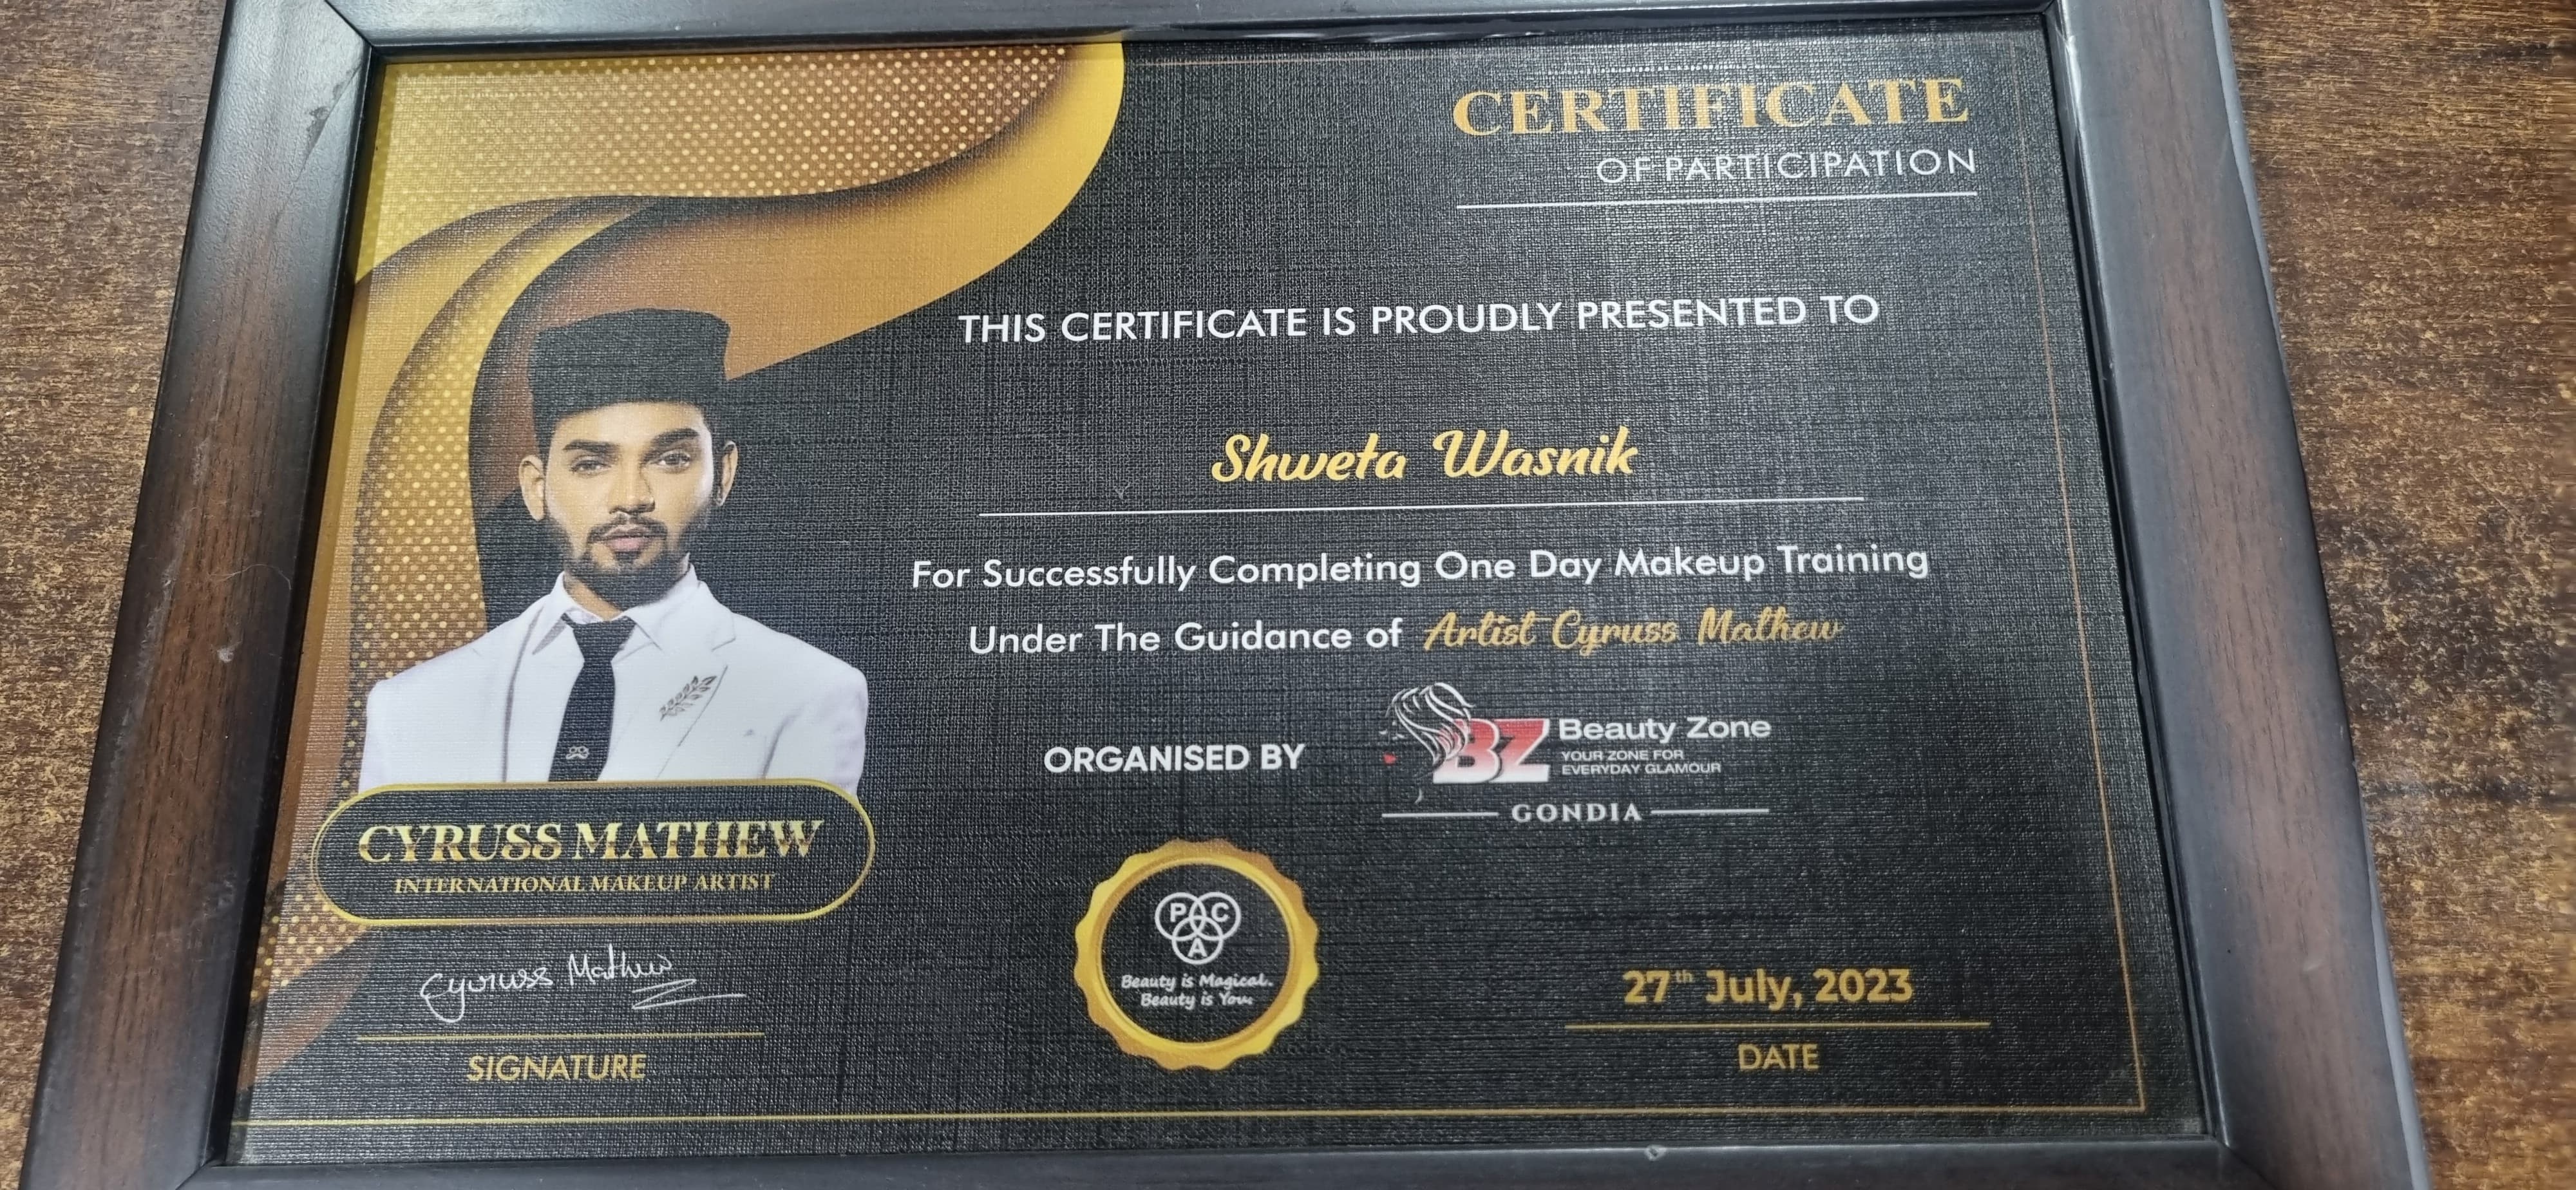 CERTIFICATE
OF PARTICIPATION
THIS CERTIFICATE IS PROUDLY PRESENTED TO
Shweta Wasnik
For Successfully Completing One Day Makeup Training
Under The Guidance of Artist Cyruss Mathew
ORGANISED BY
BZ Beauty Zone
YOUR ZONE FOR
EVERYDAY GLAMOUR
GONDIA
CYRUSS MATHEW
INTERNATIONAL MAKEUP ARTIST
Cyruss Mathew
SIGNATURE
P A C
A
Beauty is Magical.
Beauty is You.
27th July, 2023
DATE